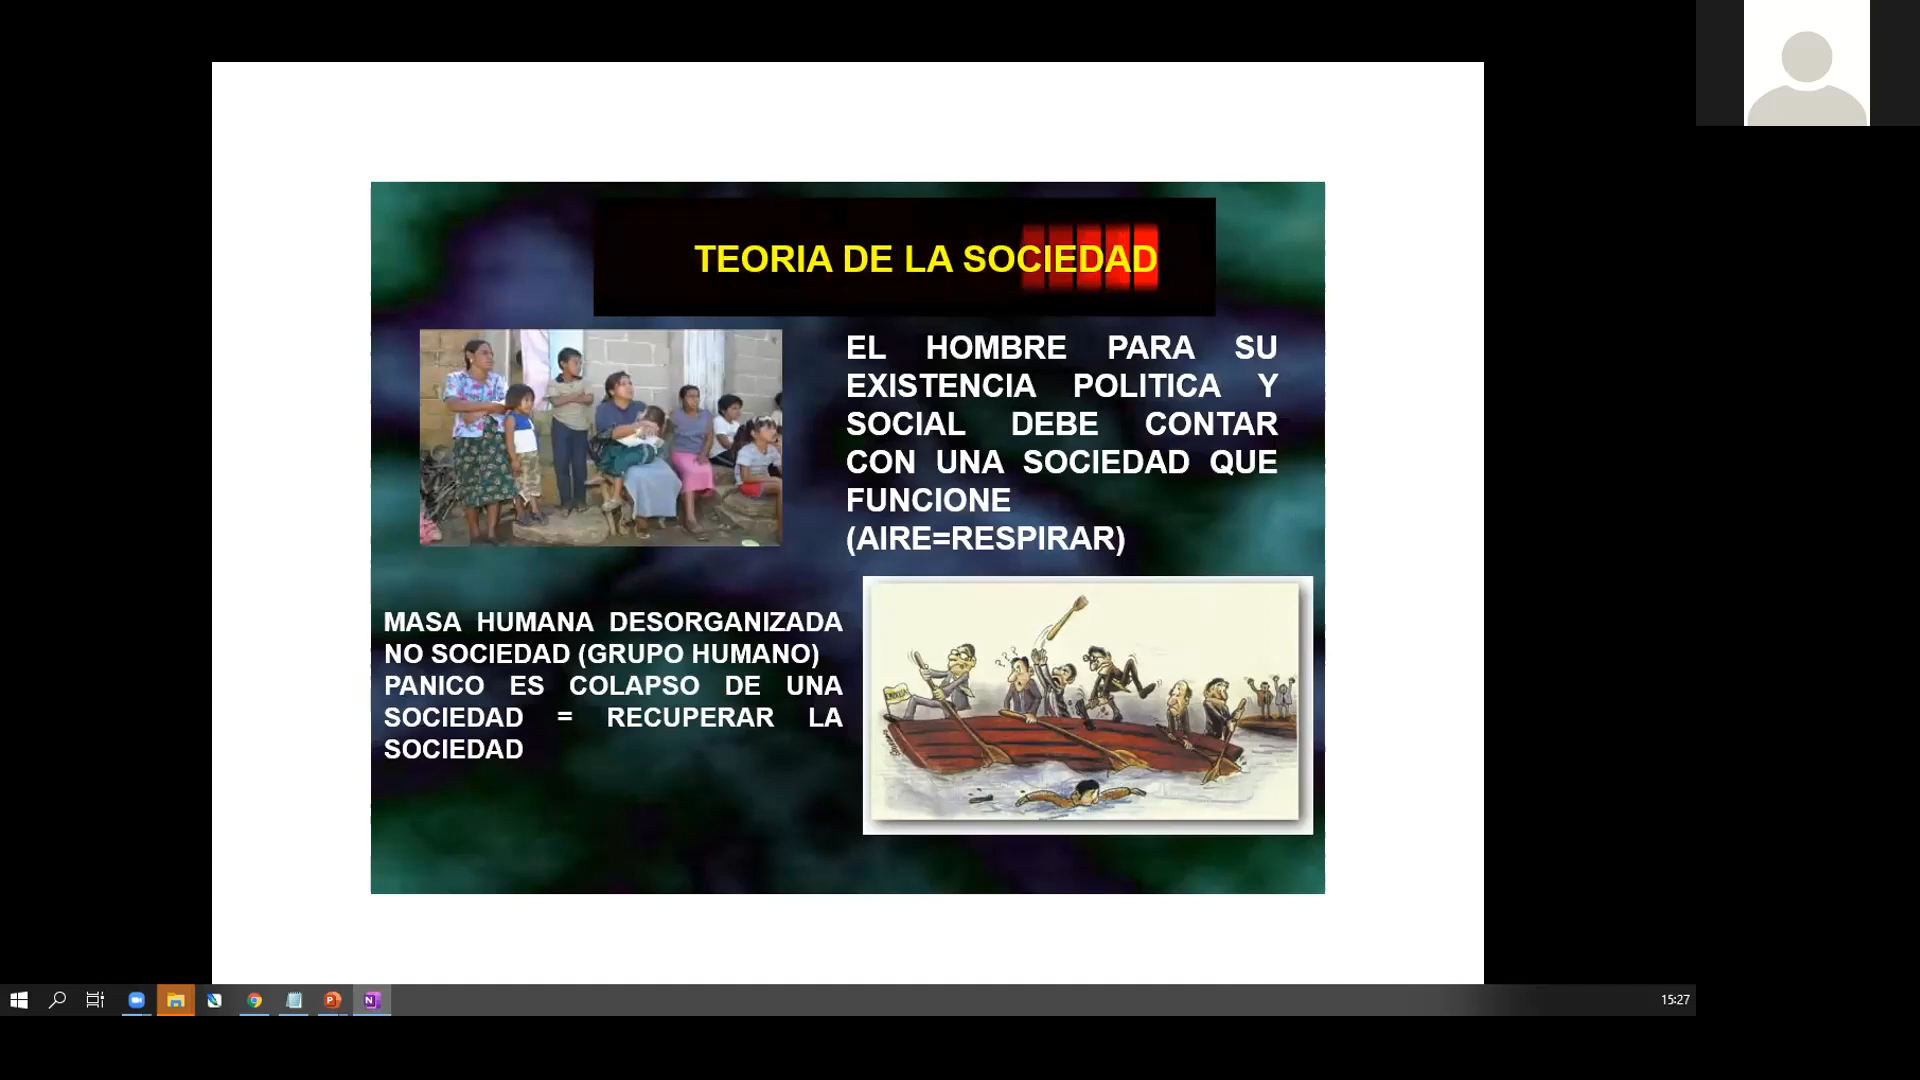 TEORIA DE LA SOCIEDAD
EL HOMBRE PARA SU
EXISTENCIA POLITICA Y
SOCIAL DEBE CONTAR
CON UNA SOCIEDAD QUE
FUNCIONE
(AIRE=RESPIRAR)
MASA HUMANA DESORGANIZADA
NO SOCIEDAD (GRUPO HUMANO)
PANICO ES COLAPSO DE UNA
SOCIEDAD = RECUPERAR LA
SOCIEDAD
? ? ?
15:27